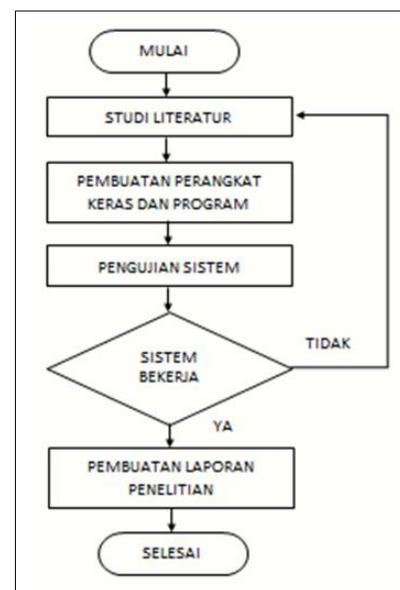 MULAI
STUDI LITERATUR
PEMBUATAN PERANGKAT
KERAS DAN PROGRAM
PENGUJIAN SISTEM
SISTEM
BEKERJA
TIDAK
YA
PEMBUATAN LAPORAN
PENELITIAN
SELESAI